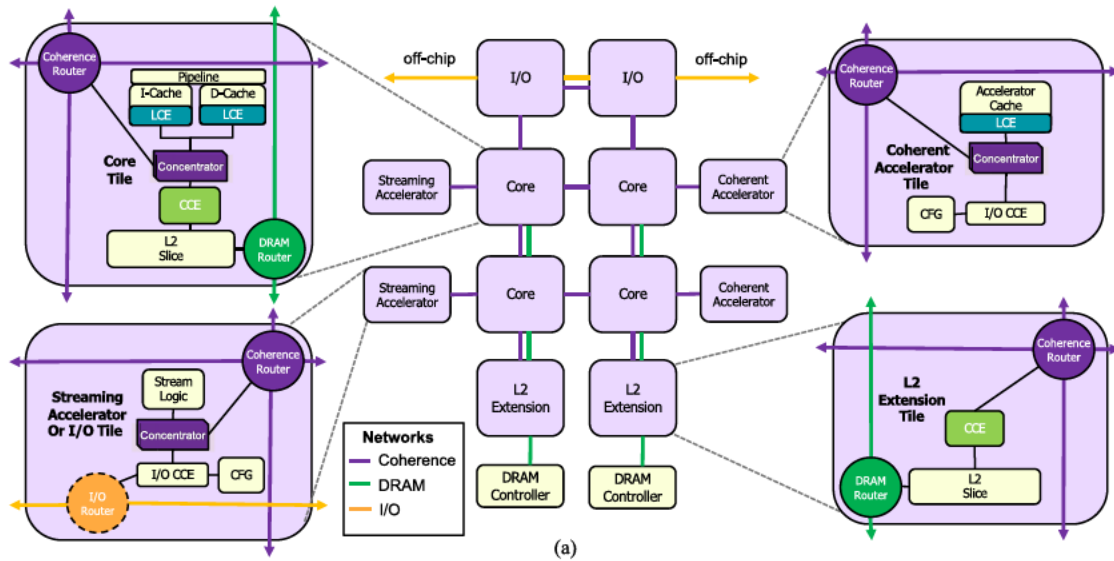 Coherence
Router
Pipeline
I-Cache
D-Cache
LCE
LCE
Core
Tile
Concentrator
CCE
L2
Slice
DRAM
Router
off-chip
I/O
I/O
off-chip
Streaming
Accelerator
Core
Core
Coherent
Accelerator
Streaming
Accelerator
Core
Core
Coherent
Accelerator
L2
Extension
L2
Extension
DRAM
Controller
DRAM
Controller
Coherence
Router
Accelerator
Cache
LCE
Coherent
Accelerator
Tile
Concentrator
CFG
I/O CCE
Streaming
Accelerator
Or I/O Tile
Stream
Logic
Coherence
Router
Concentrator
I/O CCE
CFG
I/O
Router
Networks
Coherence
DRAM
I/O
Coherence
Router
L2
Extension
Tile
CCE
DRAM
Router
L2
Slice
(a)